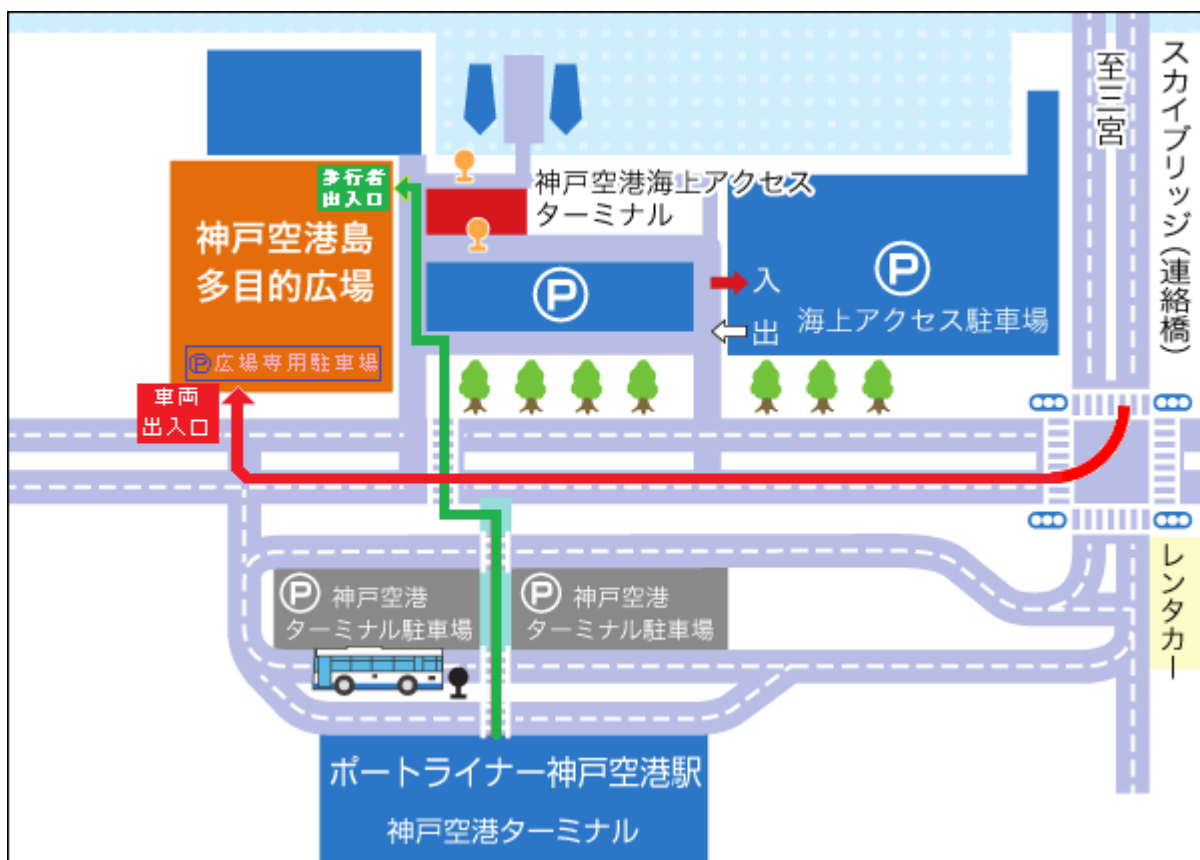 至三宮
スカイブリッジ(連絡橋)
歩行者
出入口
神戸空港海上アクセス
ターミナル
神戸空港島
多目的広場
P
P
入
出
海上アクセス駐車場
P広場専用駐車場
車両
出入口
P 神戸空港
ターミナル駐車場
P 神戸空港
ターミナル駐車場
レンタカー
ポートライナー神戸空港駅
神戸空港ターミナル